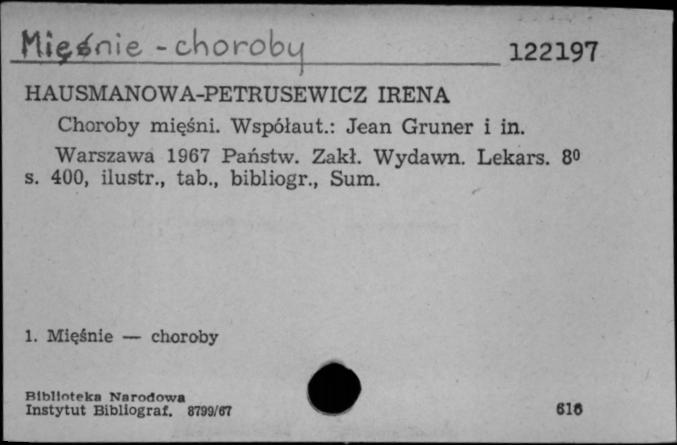 Mięśnie - choroby
122197
HAUSMANOWA-PETRUSEWICZ IRENA
Choroby mięśni. Współaut.: Jean Gruner i in.
Warszawa 1967 Państw. Zakł. Wydawn. Lekars. 8⁰
s. 400, ilustr., tab., bibliogr., Sum.
1. Mięśnie — choroby
Biblioteka Narodowa
Instytut Bibliograf. 8799/67
616